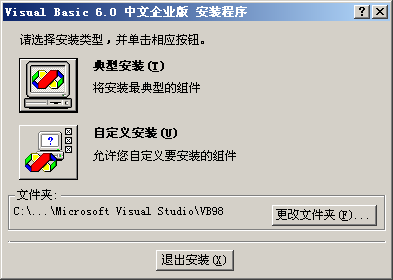 Visual Basic 6.0 中文企业版 安装程序
请选择安装类型，并单击相应按钮。
典型安装(T)
将安装最典型的组件
自定义安装(U)
允许您自定义要安装的组件
文件夹:
C:\...\Microsoft Visual Studio\VB98
更改文件夹(F)...
退出安装(X)